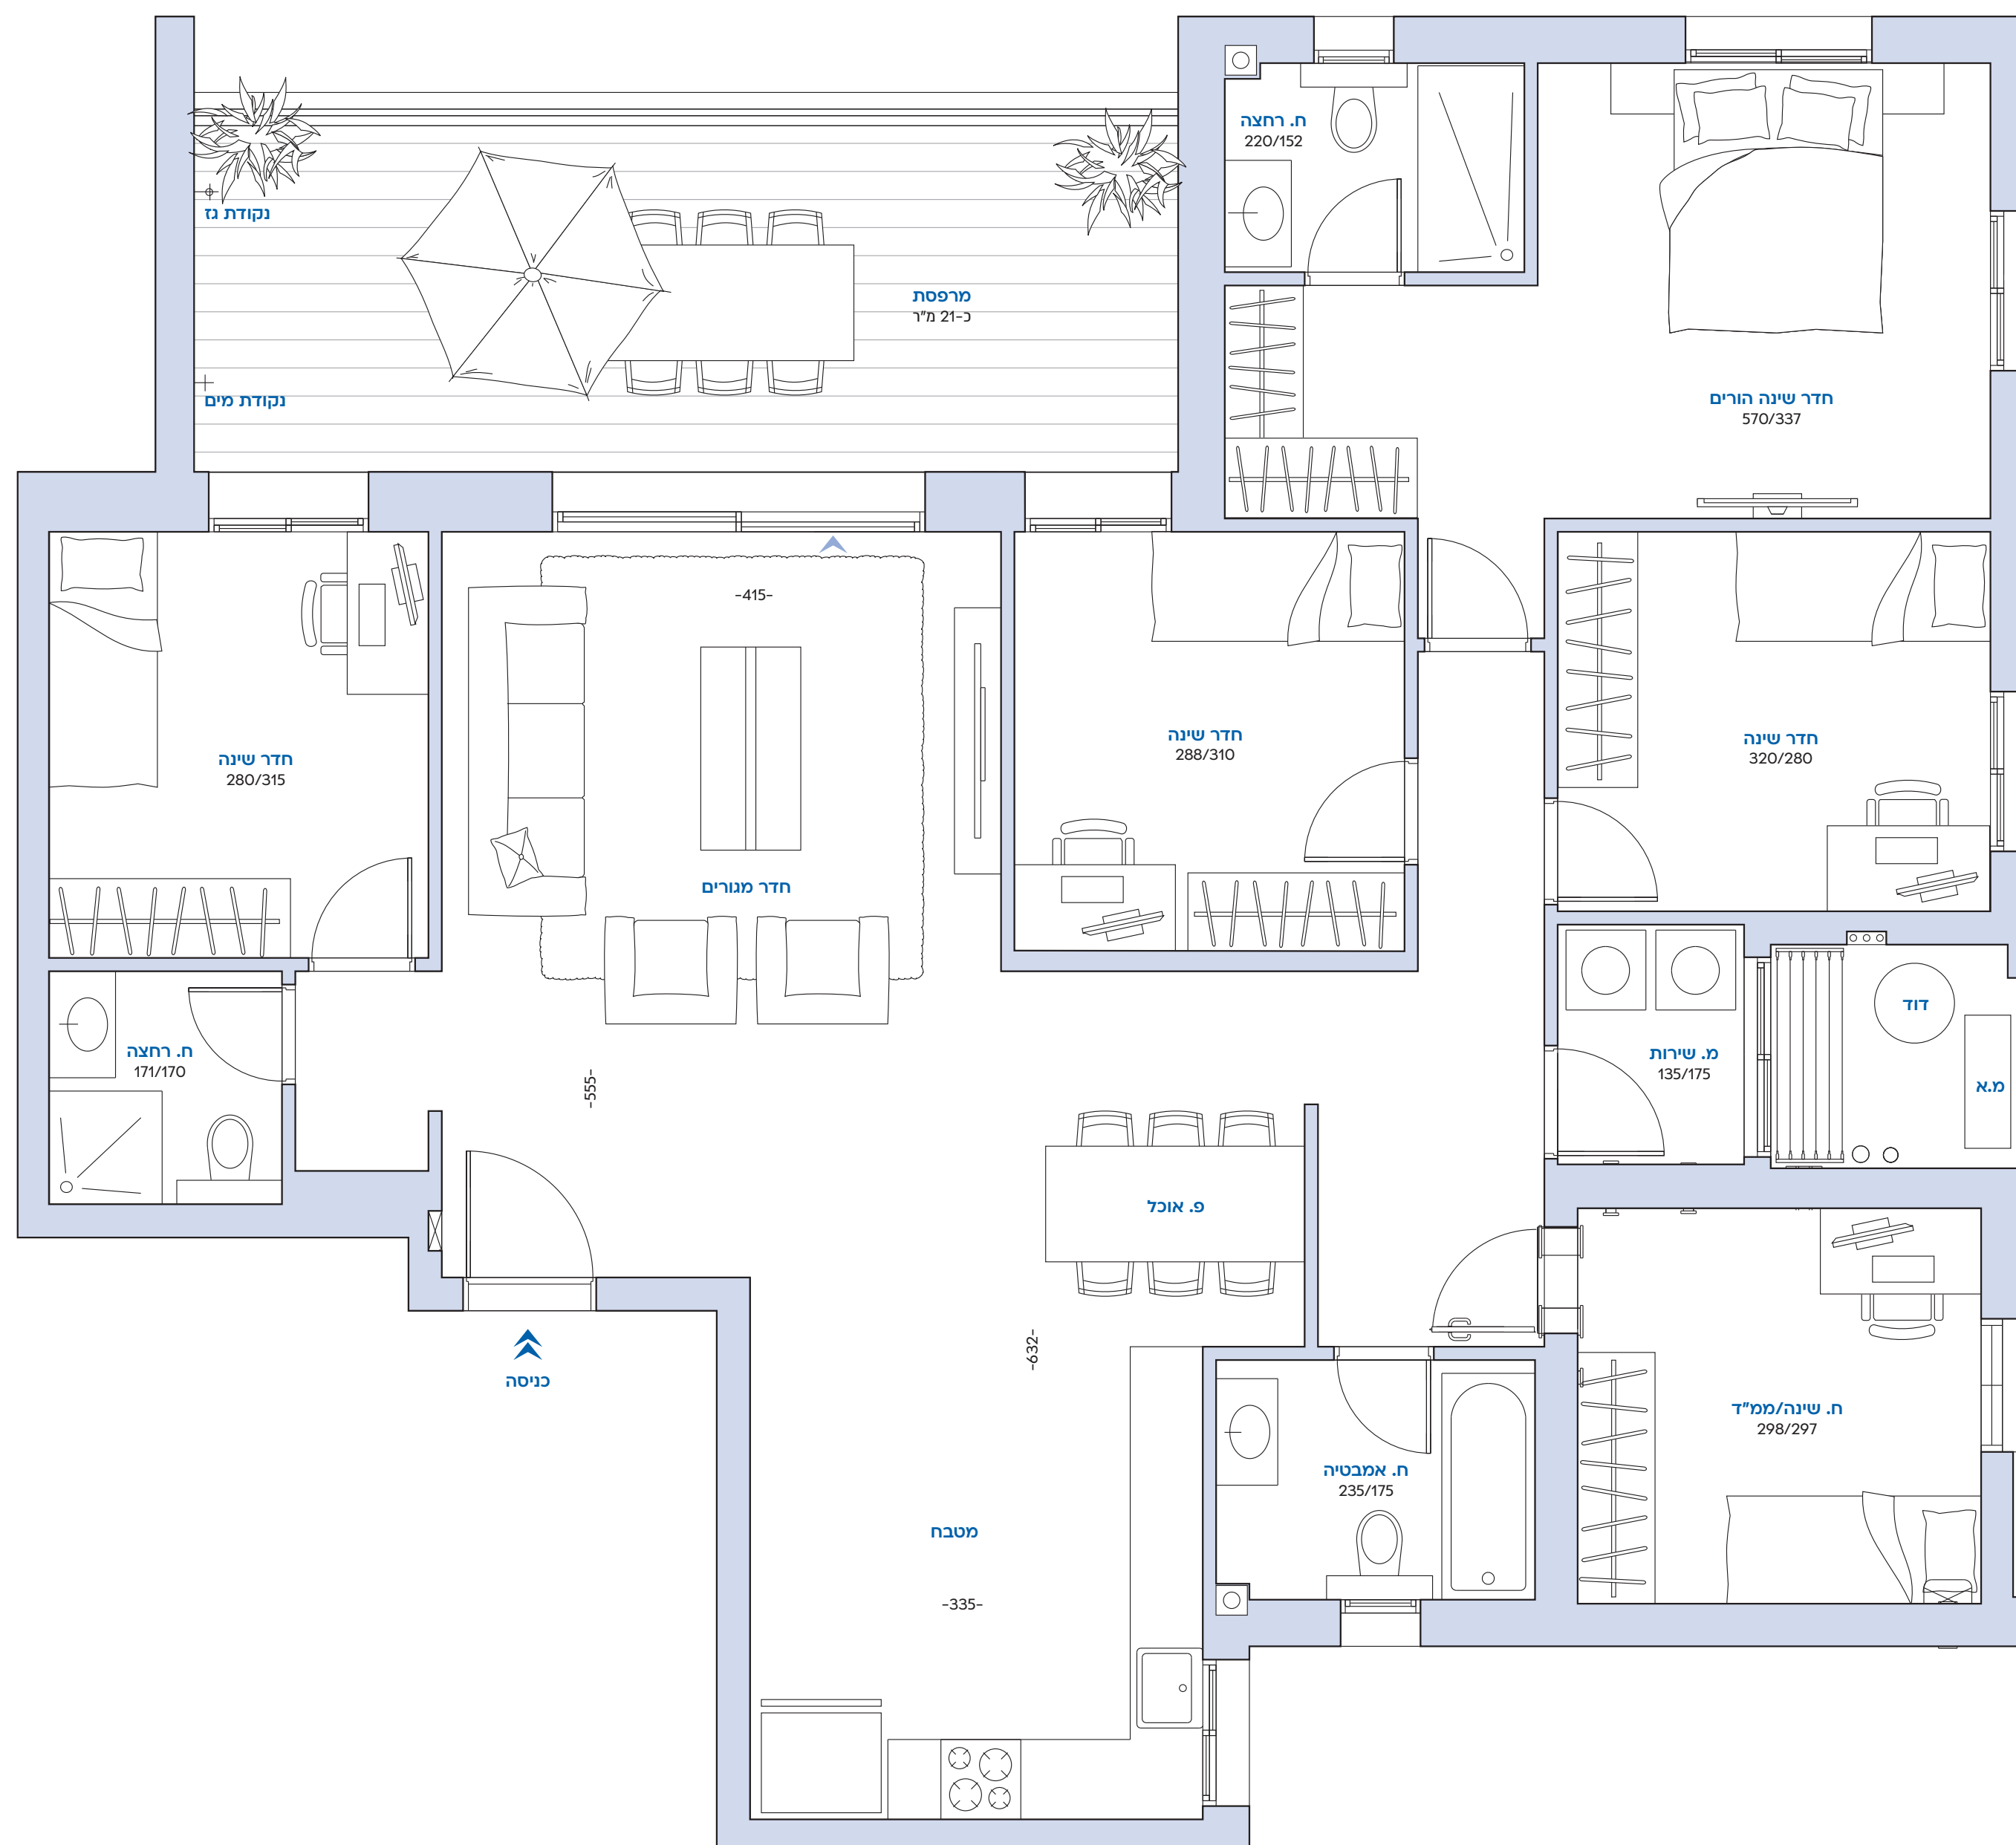 ח. רחצה
220/152
נקודת גז
מרפסת
כ-21 מ"ר
נקודת מים
חדר שינה הורים
570/337
-415-
חדר שינה
280/315
חדר שינה
288/310
חדר שינה
320/280
חדר מגורים
דוד
ח. רחצה
171/170
-555-
מ. שירות
135/175
מ.א
פ. אוכל
-632-
כניסה
ח. שינה/ממ"ד
298/297
ח. אמבטיה
235/175
מטבח
-335-